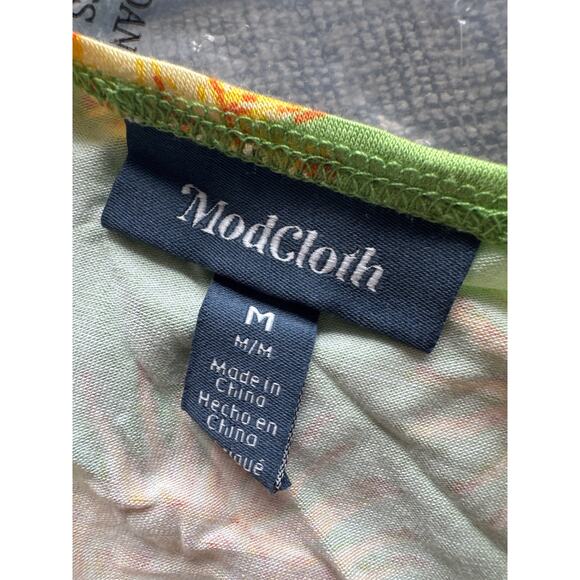 ModCloth
M
M/M
Made in
China
Hecho en
China